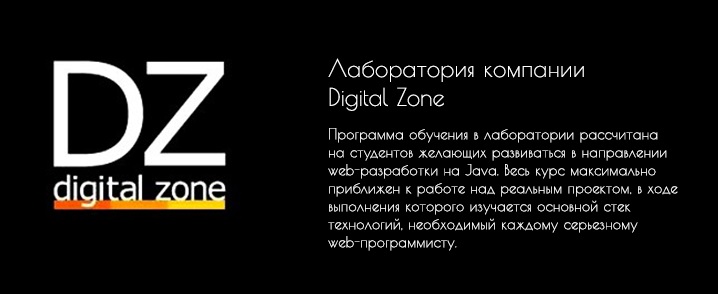 DZ
digital zone
Лаборатория компании
Digital Zone
Программа обучения в лаборатории рассчитана
на студентов желающих развиваться в направлении
web-разработки на Java. Весь курс максимально
приближен к работе над реальным проектом, в ходе
выполнения которого изучается основной стек
технологий, необходимый каждому серьезному
web-программисту.